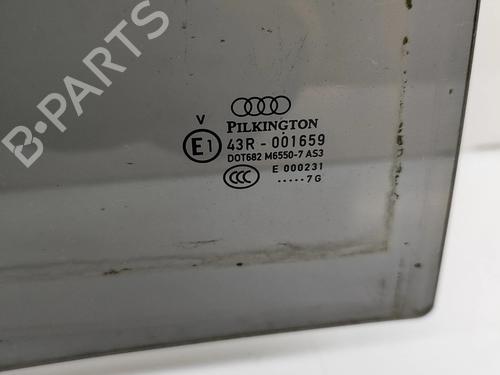 B-PARTS
V
PILKINGTON
E1 43R - 001659
DOT682 M6550-7 AS3
CCC E 000231
·····7G